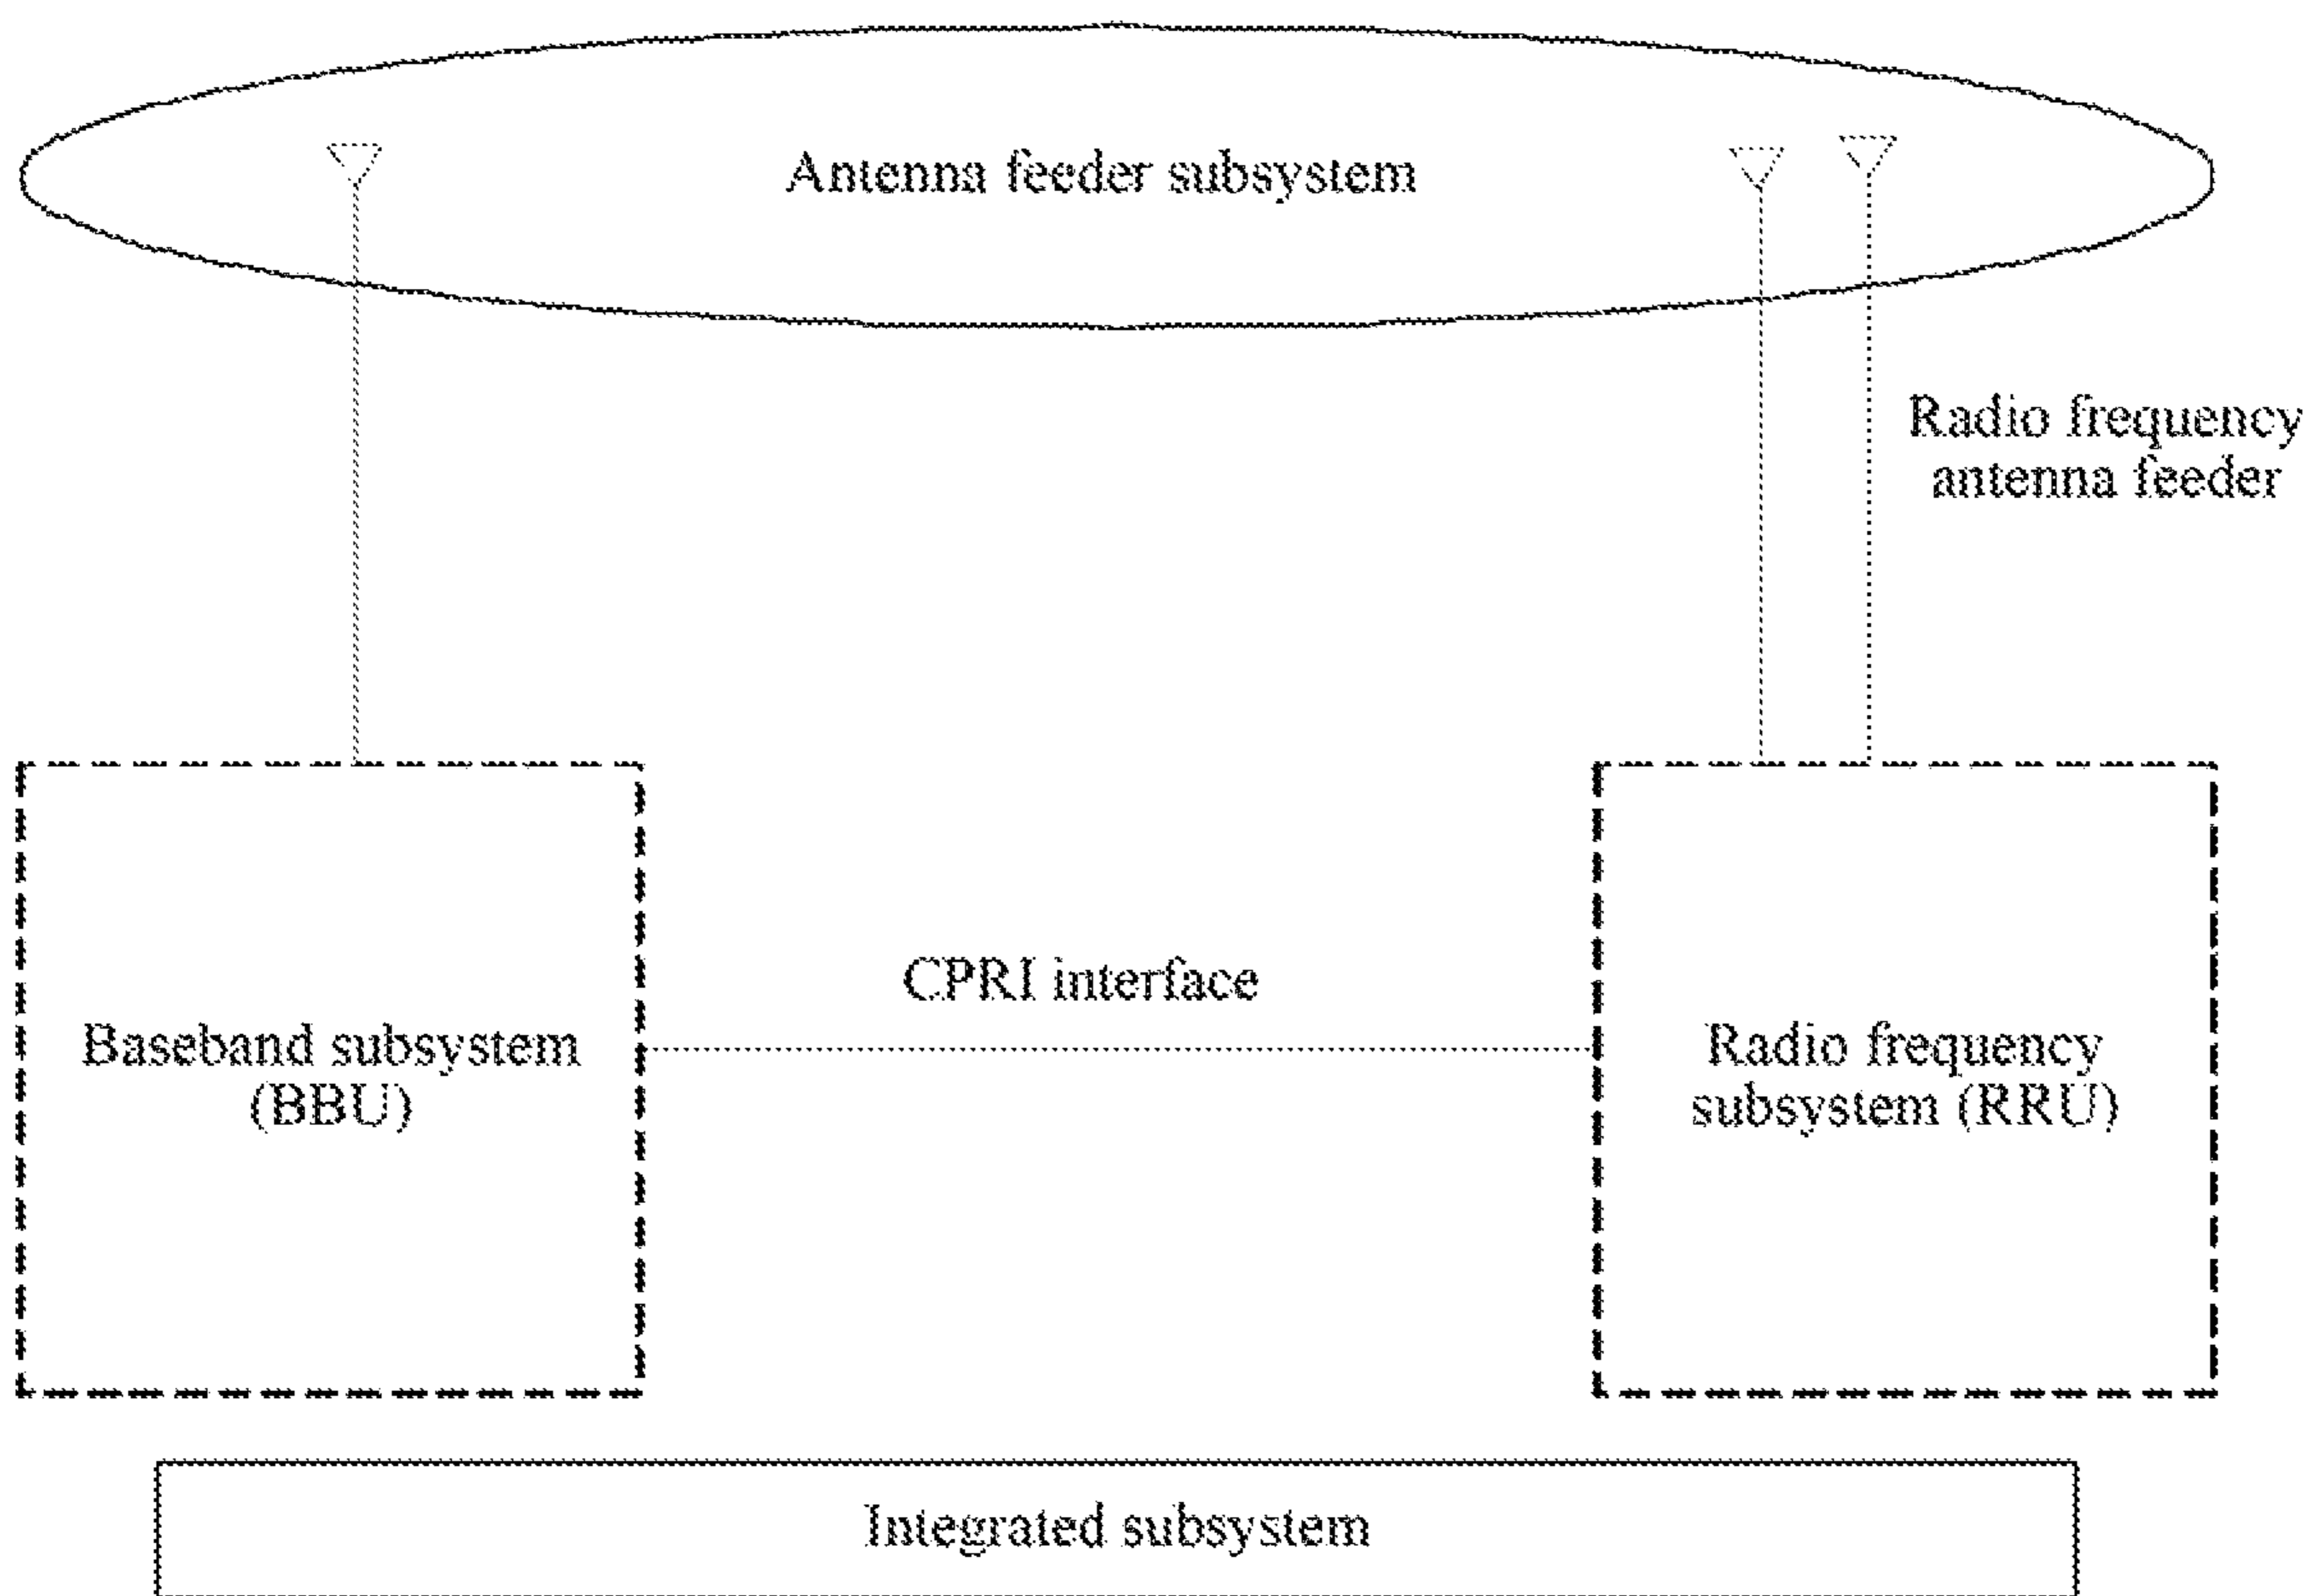 Antenna feeder subsystem
Radio frequency
antenna feeder
CPRI interface
Baseband subsystem
(BBU)
Radio frequency
subsystem (RRU)
Integrated subsystem